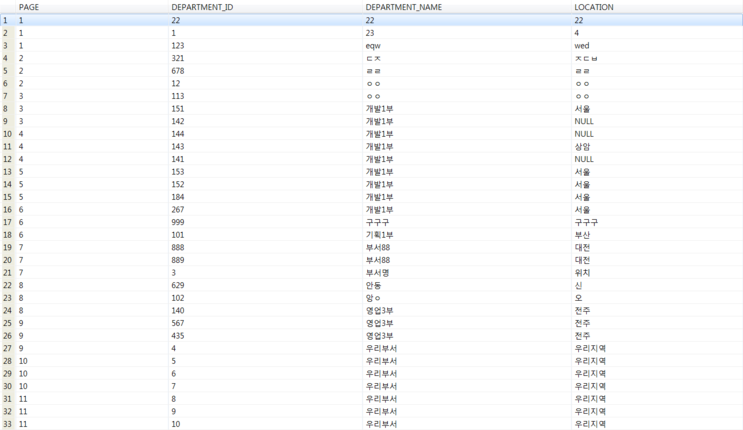 PAGE DEPARTMENT_ID DEPARTMENT_NAME LOCATION
1 1 22 22 22
2 1 1 23 4
3 1 123 eqw wed
4 2 321 ㄷㅈ ㅈㄷㅂ
5 2 678 ㄹㄹ ㄹㄹ
6 2 12 ㅇㅇ ㅇㅇ
7 3 113 ㅇㅇ ㅇㅇ
8 3 151 개발1부 서울
9 3 142 개발1부 NULL
10 4 144 개발1부 NULL
11 4 143 개발1부 상암
12 4 141 개발1부 NULL
13 5 153 개발1부 서울
14 5 152 개발1부 서울
15 5 184 개발1부 서울
16 6 267 개발1부 서울
17 6 999 구구구 구구구
18 6 101 기획1부 부산
19 7 888 부서88 대전
20 7 889 부서88 대전
21 7 3 부서명 위치
22 8 629 안동 신
23 8 102 암ㅇ 오
24 8 140 영업3부 전주
25 9 567 영업3부 전주
26 9 435 영업3부 전주
27 9 4 우리부서 우리지역
28 10 5 우리부서 우리지역
29 10 6 우리부서 우리지역
30 10 7 우리부서 우리지역
31 11 8 우리부서 우리지역
32 11 9 우리부서 우리지역
33 11 10 우리부서 우리지역